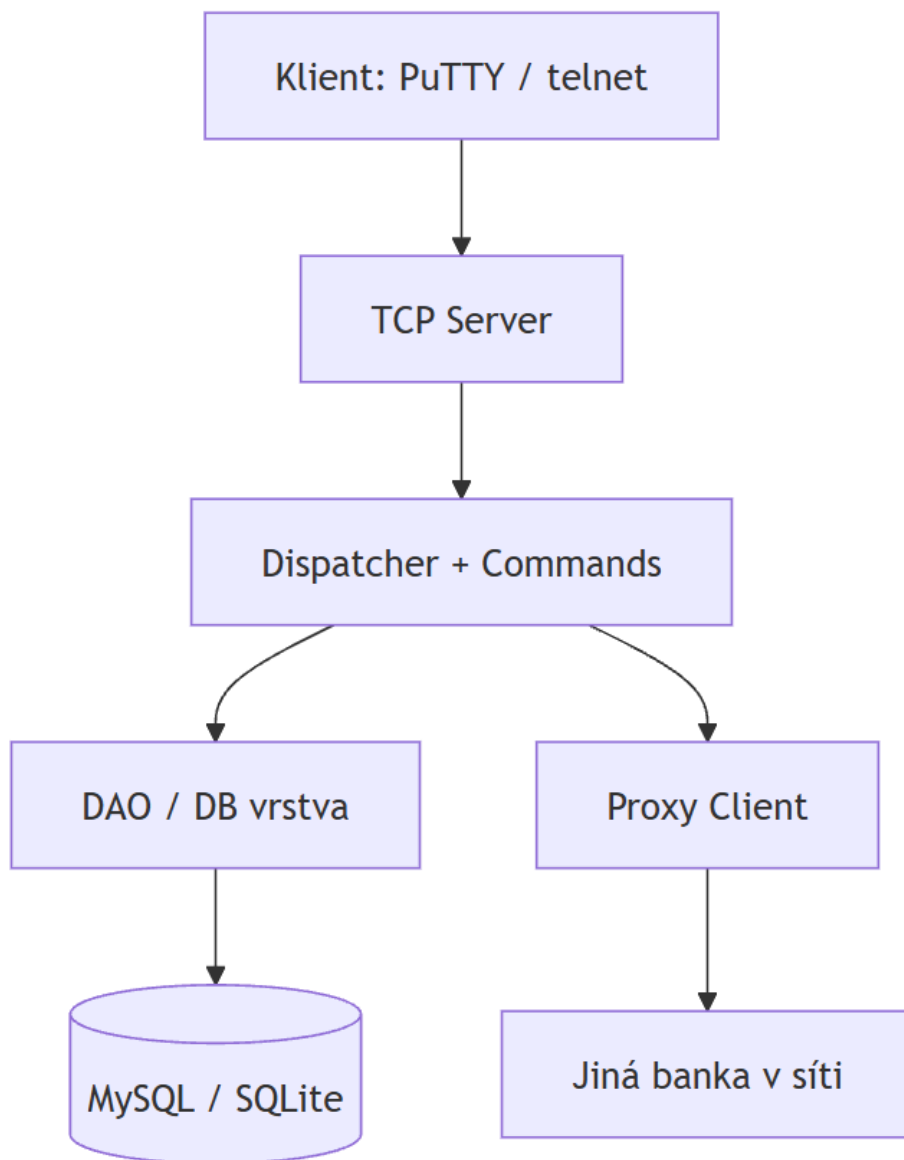 Klient: PuTTY / telnet
TCP Server
Dispatcher + Commands
DAO / DB vrstva
Proxy Client
MySQL / SQLite
Jiná banka v síti